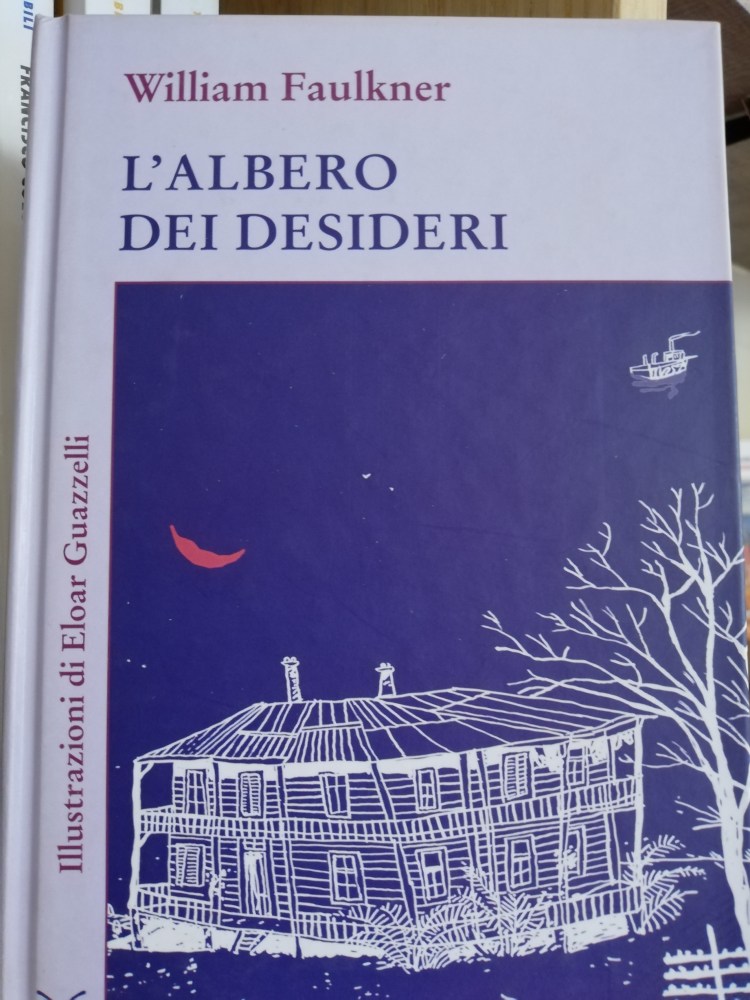 William Faulkner
L'ALBERO
DEI DESIDERI
Illustrazioni di Eloar Guazzelli